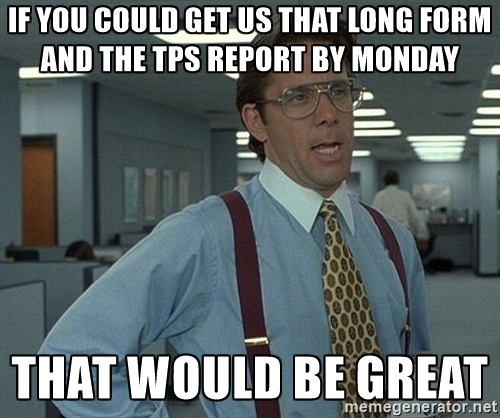 IF YOU COULD GET US THAT LONG FORM
AND THE TPS REPORT BY MONDAY
THAT WOULD BE GREAT
memegenerator.net